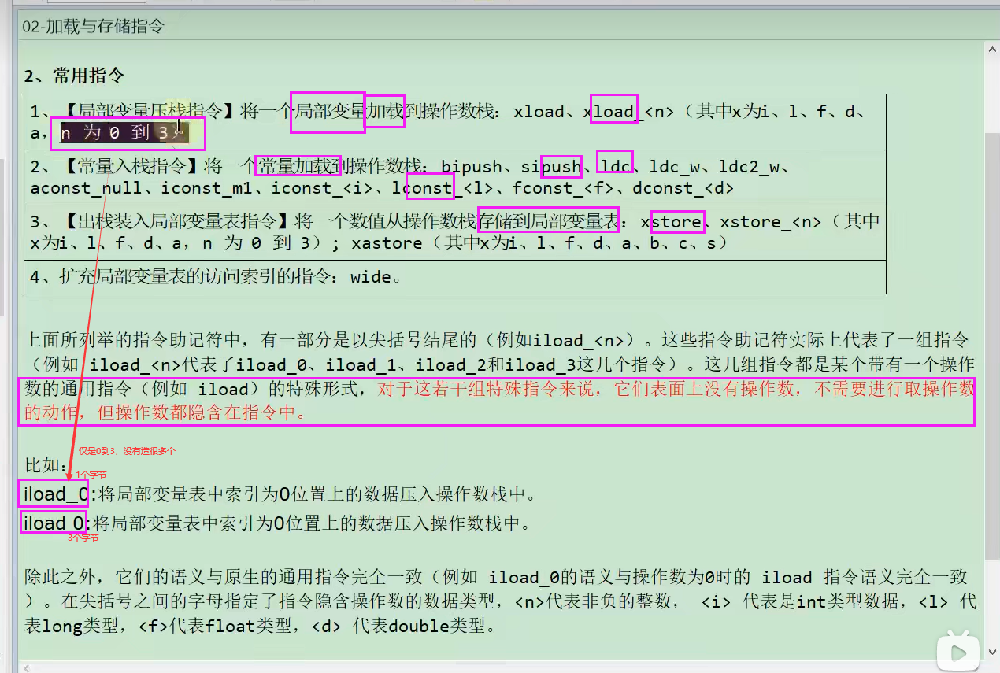 02-加载与存储指令
2、常用指令
1、【局部变量压栈指令】将一个局部变量加载到操作数栈：xload、xload_<n>（其中x为i、l、f、d、
a，n 为 0 到 3）
2、【常量入栈指令】将一个常量加载到操作数栈：bipush、sipush、ldc、ldc_w、ldc2_w、
aconst_null、iconst_m1、iconst_<i>、lconst_<l>、fconst_<f>、dconst_<d>
3、【出栈装入局部变量表指令】将一个数值从操作数栈存储到局部变量表：xstore、xstore_<n>（其中
x为i、l、f、d、a，n 为 0 到 3）; xastore（其中x为i、l、f、d、a、b、c、s）
4、扩充局部变量表的访问索引的指令：wide。
上面所列举的指令助记符中，有一部分是以尖括号结尾的（例如iload_<n>）。这些指令助记符实际上代表了一组指令
（例如 iload_<n>代表了iload_0、iload_1、iload_2和iload_3这几个指令）。这几组指令都是某个带有一个操作
数的通用指令（例如 iload）的特殊形式，对于这若干组特殊指令来说，它们表面上没有操作数，不需要进行取操作数
的动作，但操作数都隐含在指令中。
仅是0到3，没有造很多个
比如：
1个字节
iload_0:将局部变量表中索引为0位置上的数据压入操作数栈中。
iload 0:将局部变量表中索引为0位置上的数据压入操作数栈中。
3个字节
除此之外，它们的语义与原生的通用指令完全一致（例如 iload_0的语义与操作数为0时的 iload 指令语义完全一致
）。在尖括号之间的字母指定了指令隐含操作数的数据类型，<n>代表非负的整数， <i> 代表是int类型数据，<l> 代
表long类型，<f>代表float类型，<d> 代表double类型。